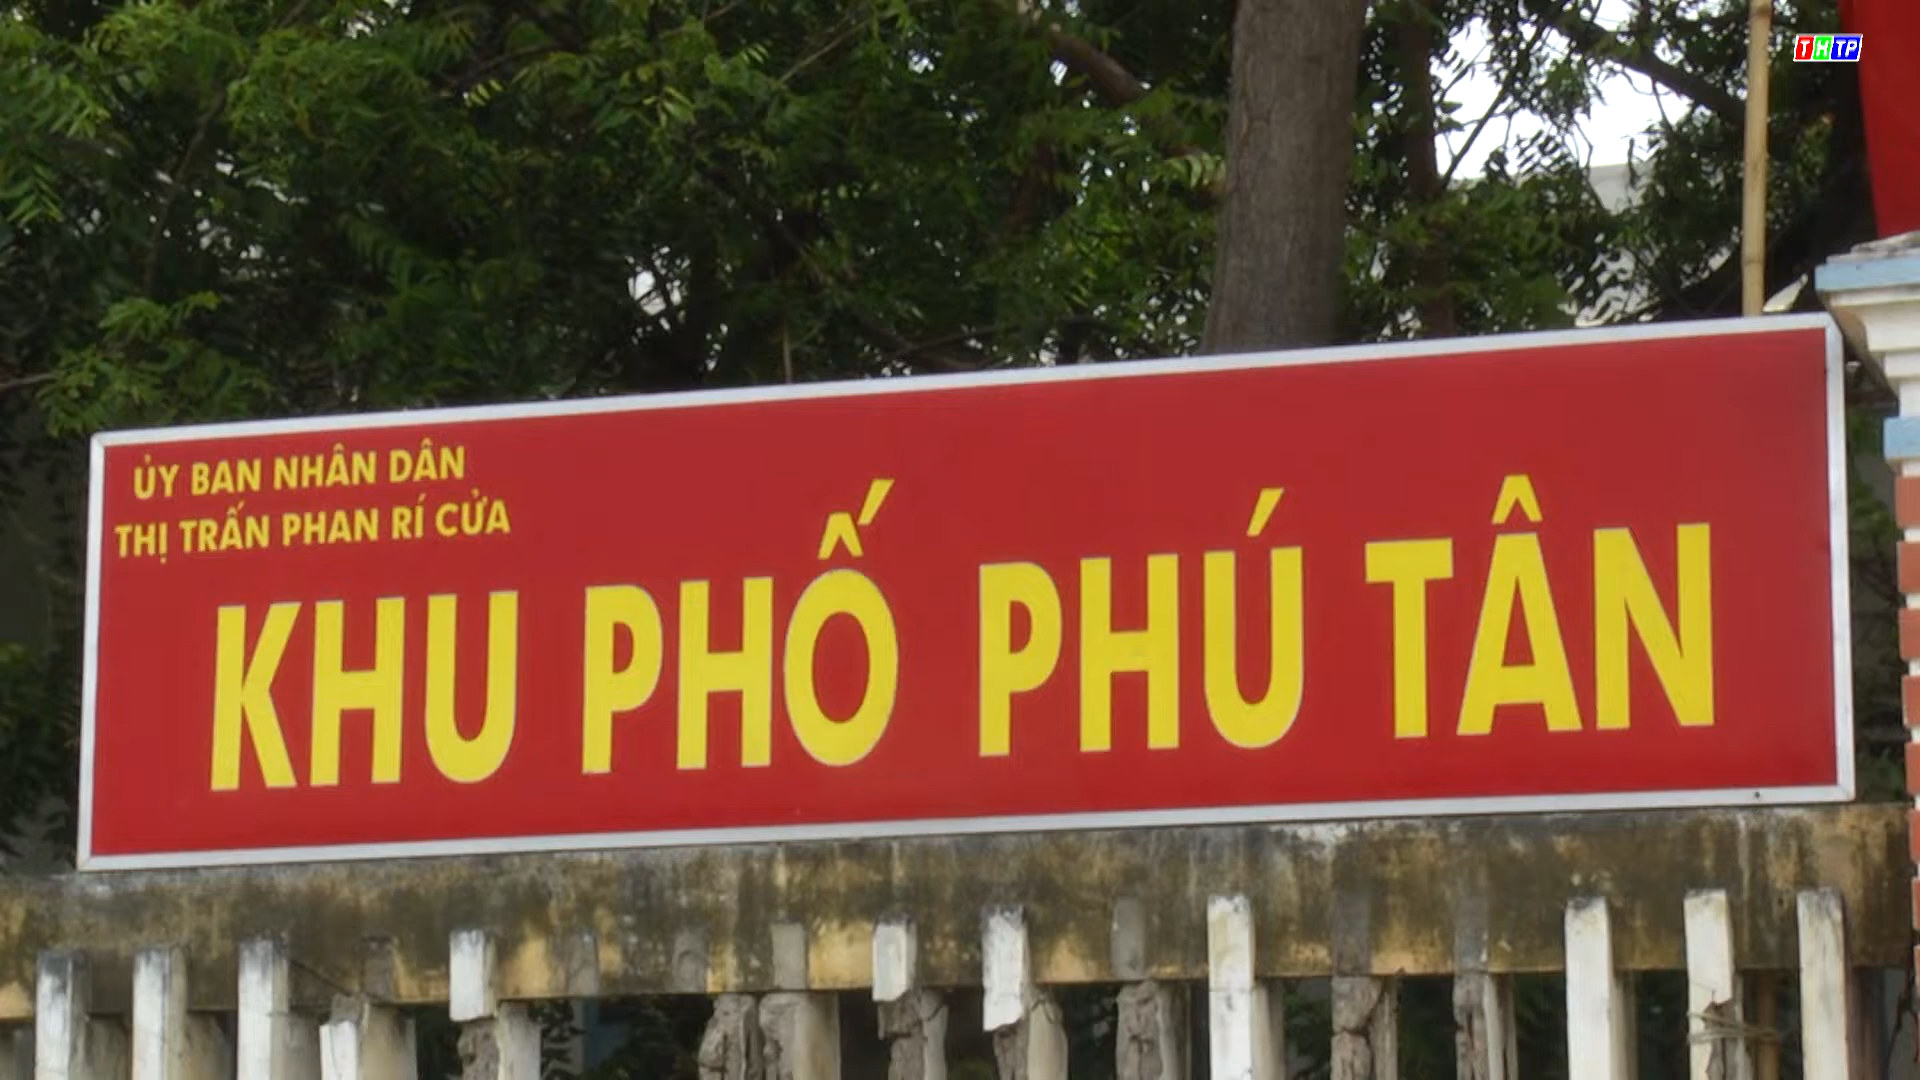 THTP
ỦY BAN NHÂN DÂN
THỊ TRẤN PHAN RÍ CỬA
KHU PHỐ PHÚ TÂN